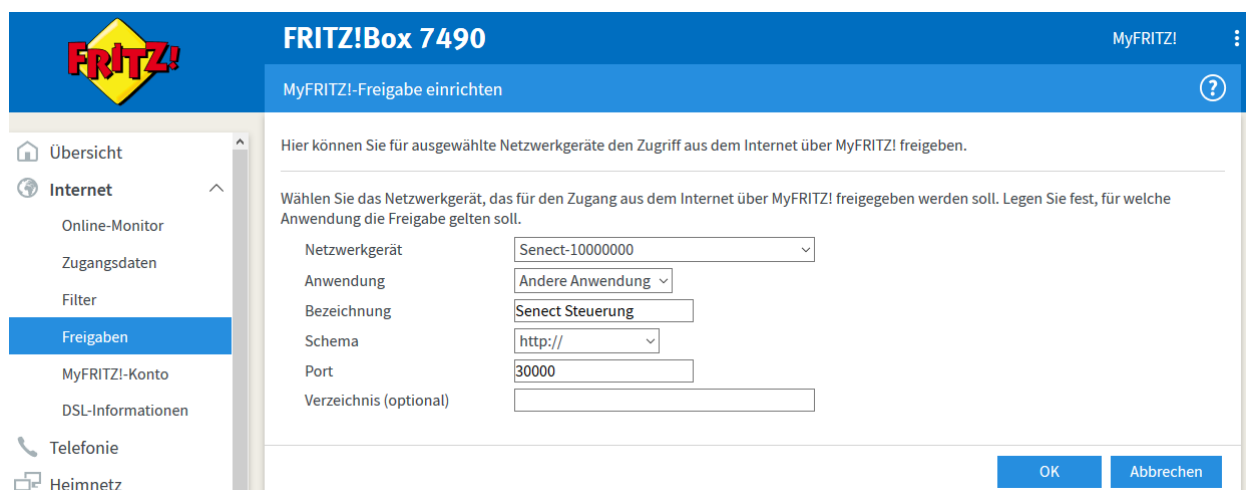 FRITZ!
FRITZ!Box 7490
MyFRITZ!
MyFRITZ!-Freigabe einrichten
?
Übersicht
Internet
Online-Monitor
Zugangsdaten
Filter
Freigaben
MyFRITZ!-Konto
DSL-Informationen
Telefonie
Heimnetz
Hier können Sie für ausgewählte Netzwerkgeräte den Zugriff aus dem Internet über MyFRITZ! freigeben.
Wählen Sie das Netzwerkgerät, das für den Zugang aus dem Internet über MyFRITZ! freigegeben werden soll. Legen Sie fest, für welche
Anwendung die Freigabe gelten soll.
Netzwerkgerät Senect-10000000
Anwendung Andere Anwendung
Bezeichnung Senect Steuerung
Schema http://
Port 30000
Verzeichnis (optional)
OK Abbrechen